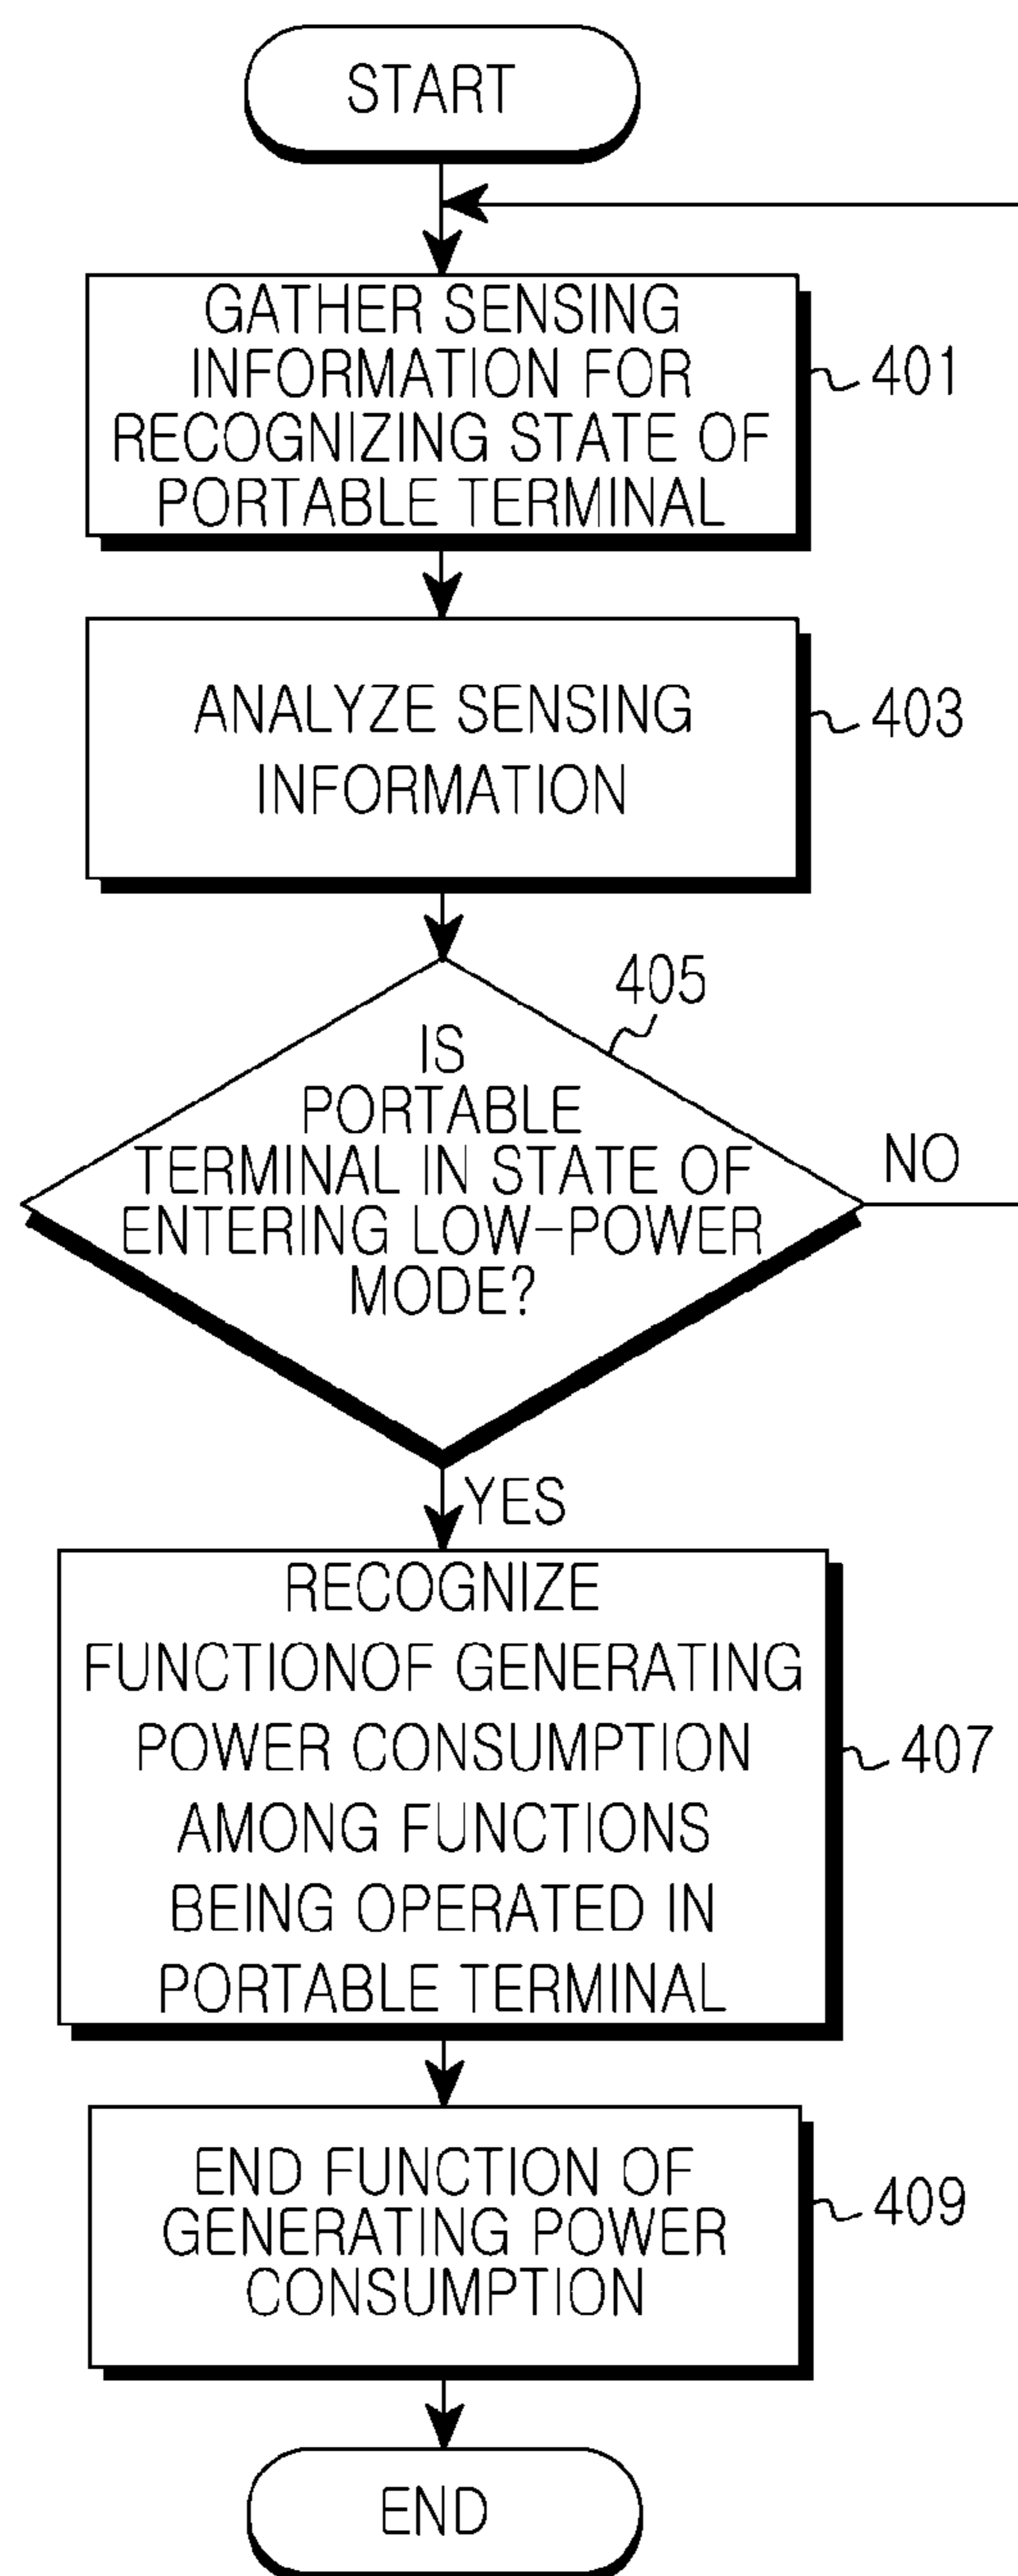 START
GATHER SENSING
INFORMATION FOR
RECOGNIZING STATE OF
PORTABLE TERMINAL
401
ANALYZE SENSING
INFORMATION
403
405
IS
PORTABLE
TERMINAL IN STATE OF
ENTERING LOW-POWER
MODE?
NO
YES
RECOGNIZE
FUNCTIONOF GENERATING
POWER CONSUMPTION
AMONG FUNCTIONS
BEING OPERATED IN
PORTABLE TERMINAL
407
END FUNCTION OF
GENERATING POWER
CONSUMPTION
409
END